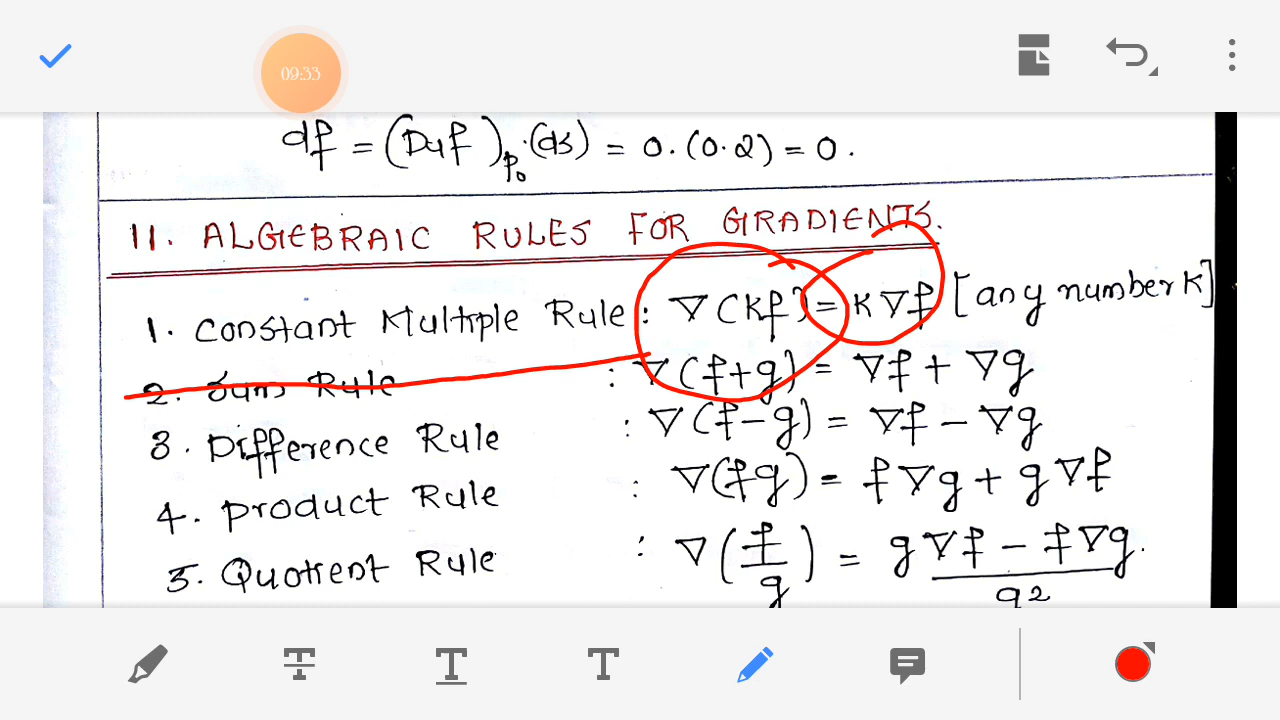 09:33
df = (Duf)p₀.(ds) = 0.(0.2) = 0.
11. ALGEBRAIC RULES FOR GRADIENTS.
1. Constant Multiple Rule : ∇(kf) = k∇f [any number k]
2. Sum Rule : ∇(f+g) = ∇f + ∇g
3. Difference Rule : ∇(f-g) = ∇f - ∇g
4. Product Rule : ∇(fg) = f∇g + g∇f
5. Quotient Rule : ∇(f/g) = g∇f - f∇g / g2
T T T